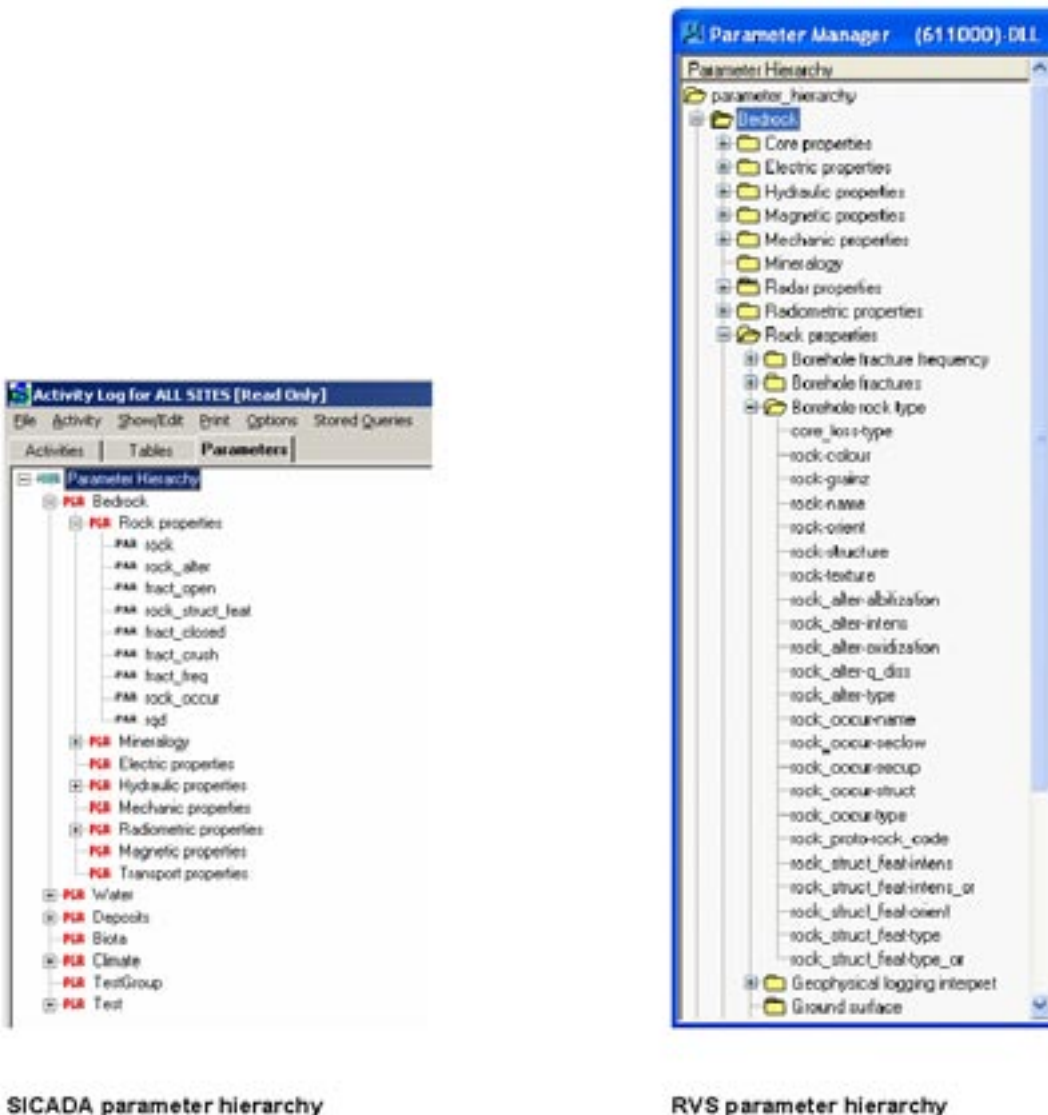 Activity Log for ALL SITES [Read Only]
File Activity Show/Edit Print Options Stored Queries
Activities Tables Parameters
Parameter Hierarchy
PGR Bedrock
PGR Rock properties
PAR rock
PAR rock_alter
PAR fract_open
PAR rock_struct_feat
PAR fract_closed
PAR fract_crush
PAR fract_freq
PAR rock_occur
PAR rqd
PGR Mineralogy
PGR Electric properties
PGR Hydraulic properties
PGR Mechanic properties
PGR Radiometric properties
PGR Magnetic properties
PGR Transport properties
PGR Water
PGR Deposits
PGR Biota
PGR Climate
PGR TestGroup
PGR Test
SICADA parameter hierarchy
Parameter Manager (611000)-DLL
Parameter Hierarchy
parameter_hierarchy
Bedrock
Core properties
Electric properties
Hydraulic properties
Magnetic properties
Mechanic properties
Mineralogy
Radar properties
Radiometric properties
Rock properties
Borehole fracture frequency
Borehole fractures
Borehole rock type
core_loss-type
rock-colour
rock-grainz
rock-name
rock-orient
rock-structure
rock-texture
rock_alter-albilization
rock_alter-intens
rock_alter-oxidization
rock_alter-q_diss
rock_alter-type
rock_occur-name
rock_occur-seclow
rock_occur-secup
rock_occur-struct
rock_occur-type
rock_proto-rock_code
rock_struct_feat-intens
rock_struct_feat-intens_or
rock_struct_feat-orient
rock_struct_feat-type
rock_struct_feat-type_or
Geophysical logging interpret
Ground surface
RVS parameter hierarchy